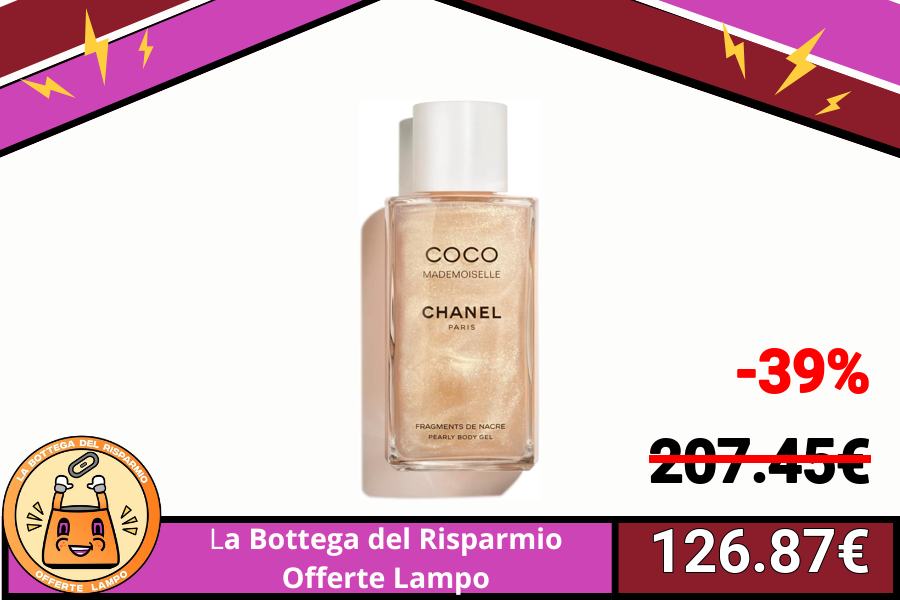 COCO
MADEMOISELLE
CHANEL
PARIS
FRAGMENTS DE NACRE
PEARLY BODY GEL
-39%
207.45€
LA BOTTEGA DEL RISPARMIO
OFFERTE LAMPO
La Bottega del Risparmio
Offerte Lampo
126.87€